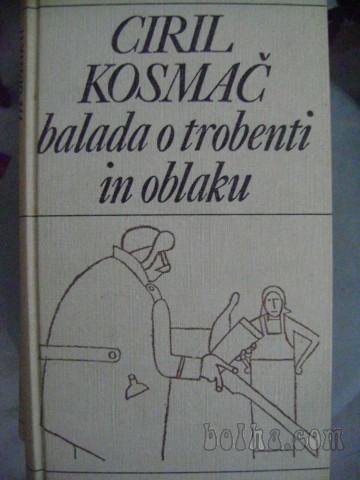 CIRIL
KOSMAČ
balada o trobenti
in oblaku
bolha.com